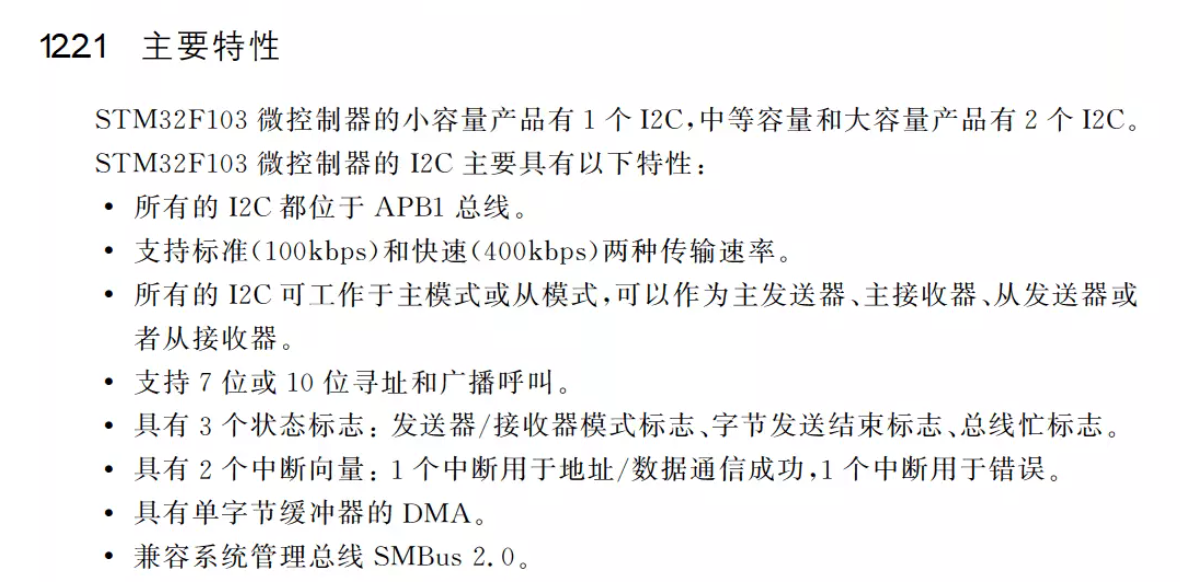 1221 主要特性
STM32F103 微控制器的小容量产品有 1 个 I2C,中等容量和大容量产品有 2 个 I2C。
STM32F103 微控制器的 I2C 主要具有以下特性:
• 所有的 I2C 都位于 APB1 总线。
• 支持标准(100kbps)和快速(400kbps)两种传输速率。
• 所有的 I2C 可工作于主模式或从模式,可以作为主发送器、主接收器、从发送器或
者从接收器。
• 支持 7 位或 10 位寻址和广播呼叫。
• 具有 3 个状态标志: 发送器/接收器模式标志、字节发送结束标志、总线忙标志。
• 具有 2 个中断向量: 1 个中断用于地址/数据通信成功,1 个中断用于错误。
• 具有单字节缓冲器的 DMA。
• 兼容系统管理总线 SMBus 2.0。